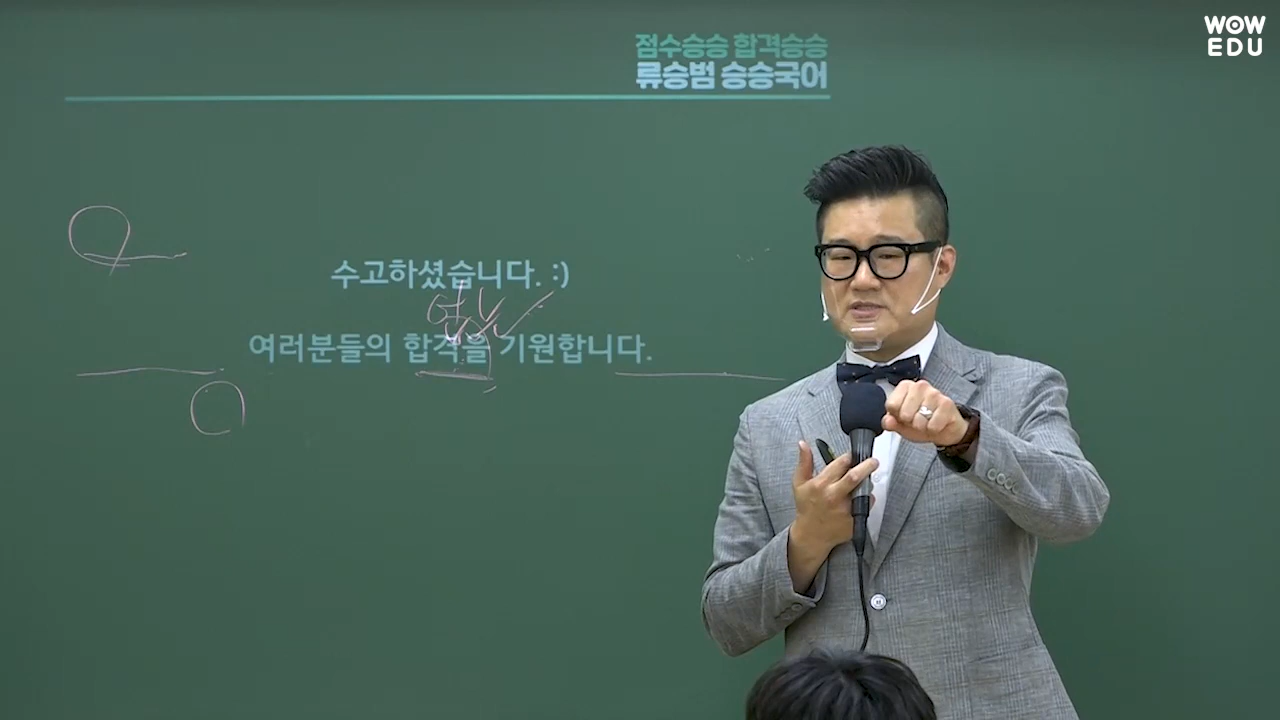 WOW
EDU
점수승승 합격승승
류승범 승승국어
수고하셨습니다. :)
여러분들의 합격을 기원합니다.